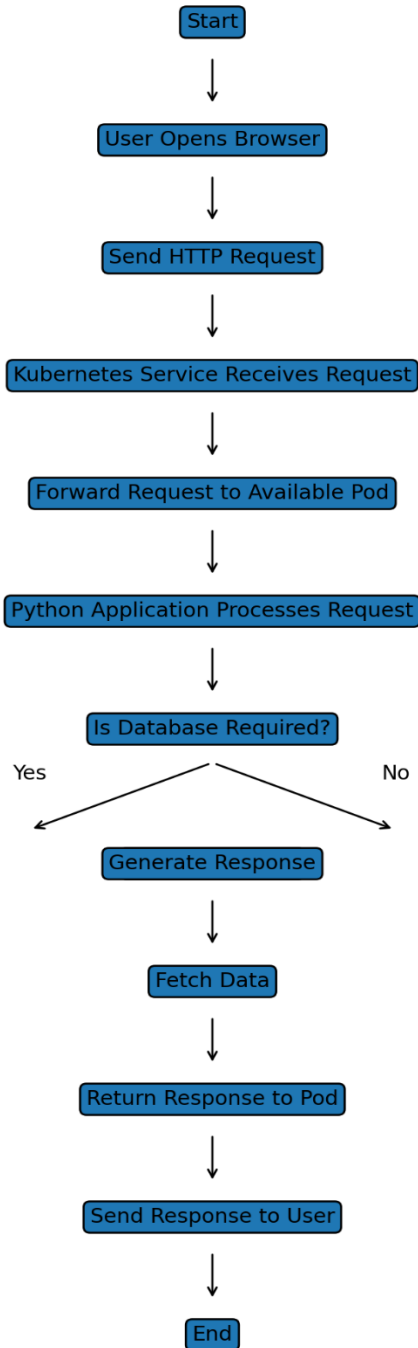 Start
User Opens Browser
Send HTTP Request
Kubernetes Service Receives Request
Forward Request to Available Pod
Python Application Processes Request
Is Database Required?
Yes
No
Generate Response
Fetch Data
Return Response to Pod
Send Response to User
End